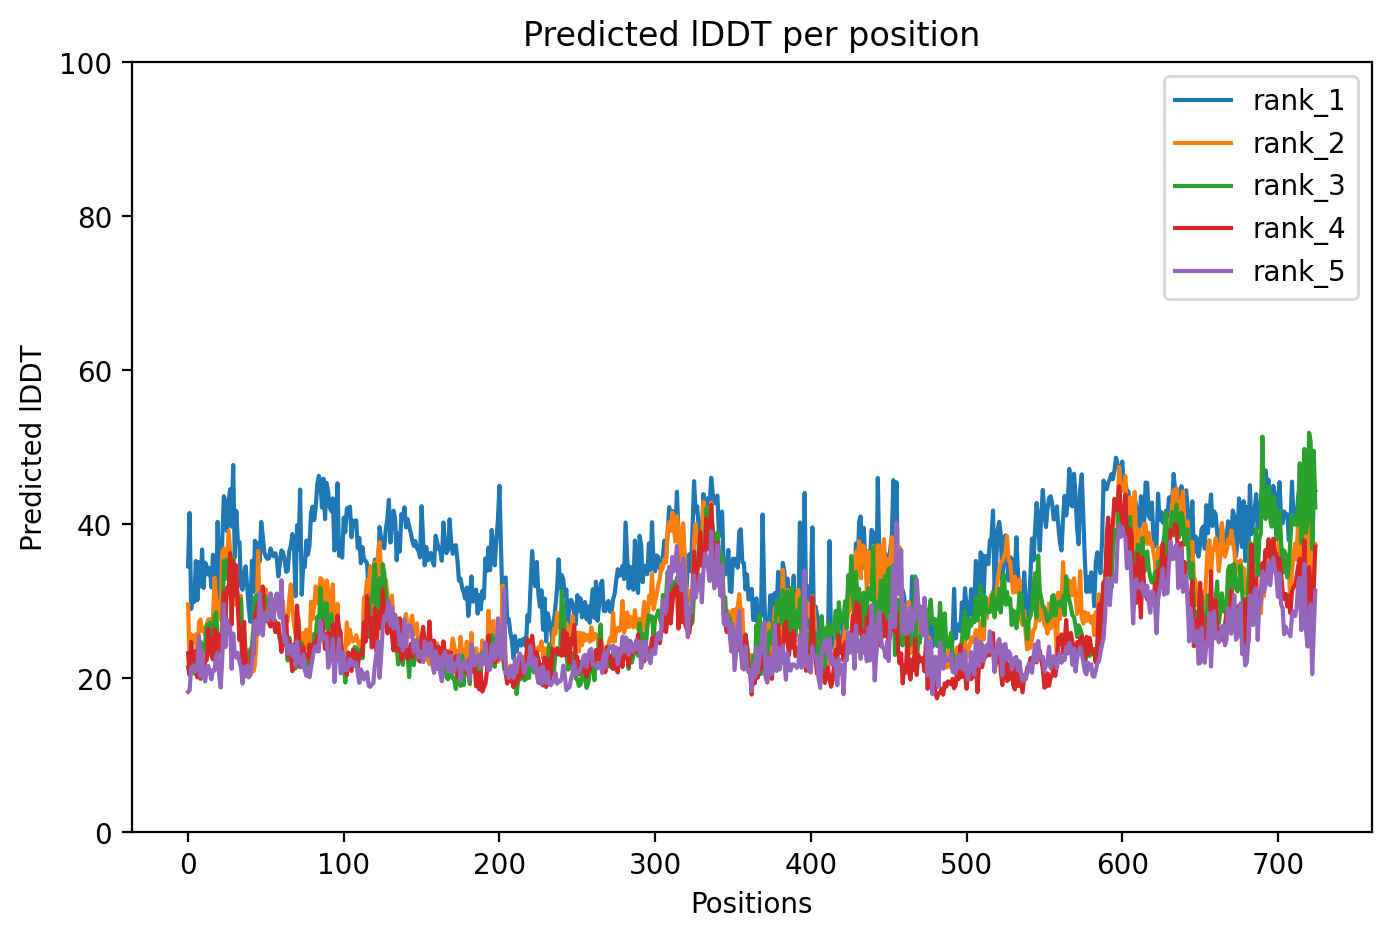 Predicted lDDT per position
100
80
60
40
20
0
Predicted lDDT
0 100 200 300 400 500 600 700
Positions
rank_1
rank_2
rank_3
rank_4
rank_5